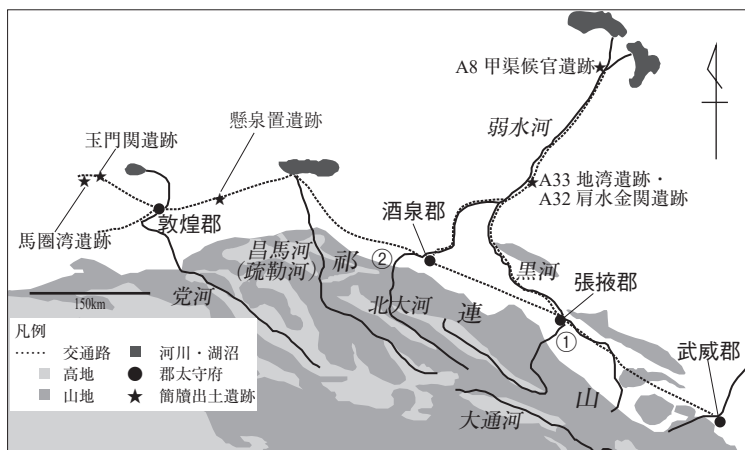 A8 甲渠候官遺跡
懸泉置遺跡
玉門関遺跡
弱水河
A33 地湾遺跡・
A32 肩水金関遺跡
馬圏湾遺跡
敦煌郡
酒泉郡
昌馬河
(疏勒河)
祁
②
黒河
張掖郡
150km
党河
北大河
連
①
武威郡
山
大通河
凡例
交通路
河川・湖沼
高地
郡太守府
山地
簡牘出土遺跡